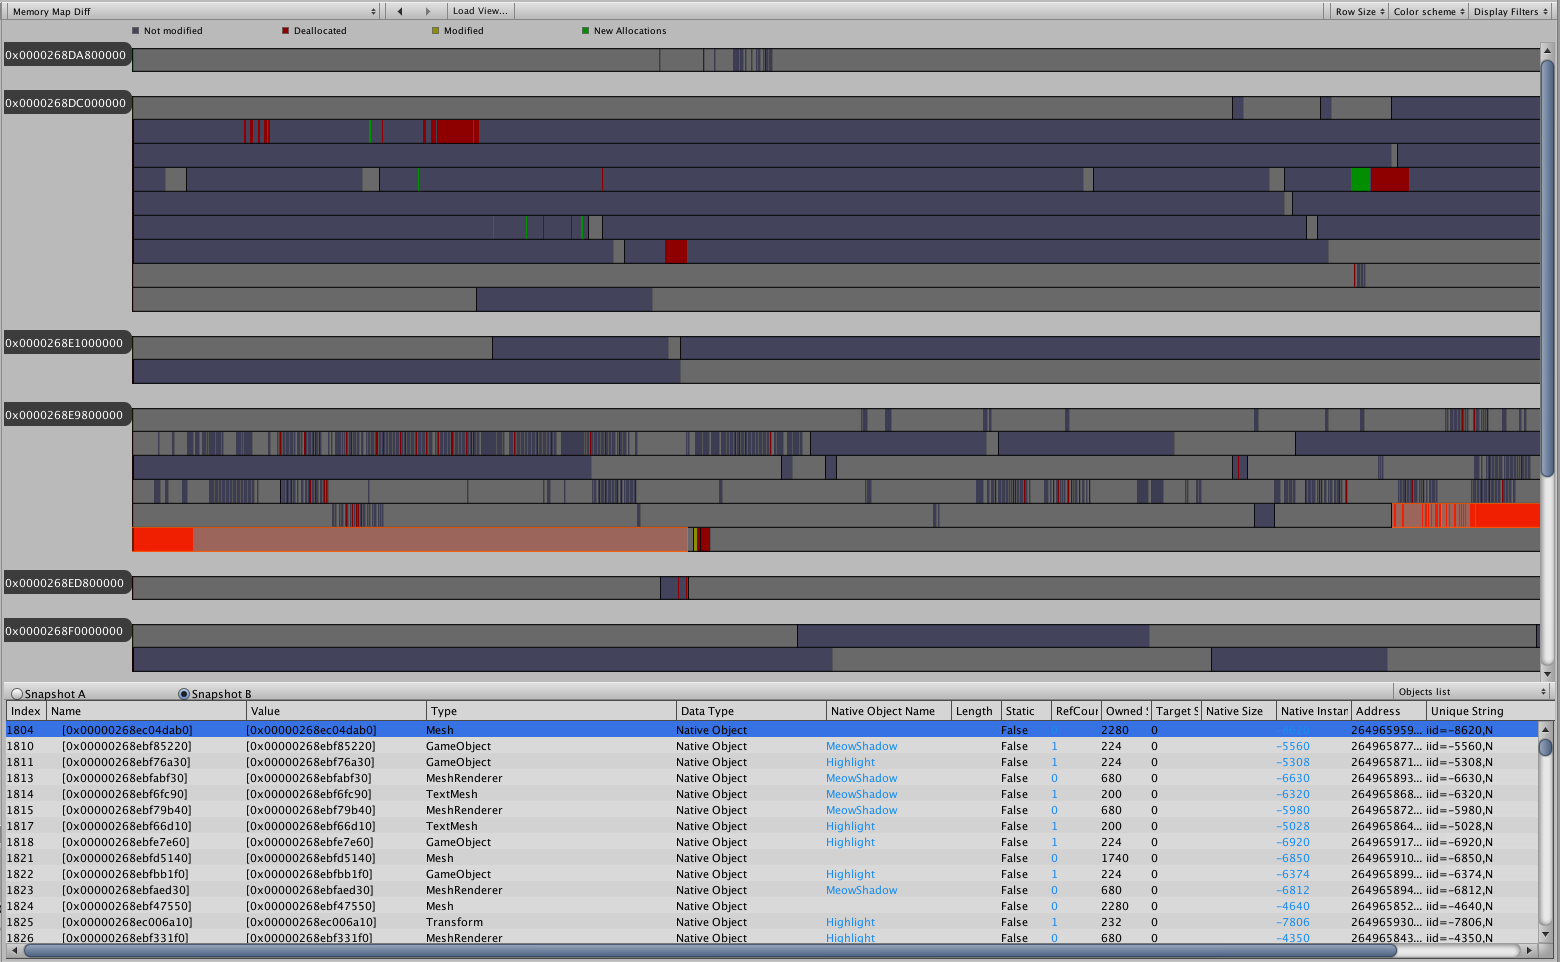 Memory Map Diff Load View... Row Size Color scheme Display Filters
Not modified Deallocated Modified New Allocations
0x0000268DA800000
0x0000268DC000000
0x0000268E1000000
0x0000268E9800000
0x0000268ED800000
0x0000268F0000000
Snapshot A Snapshot B Objects list
Index Name Value Type Data Type Native Object Name Length Static RefCour Owned Target S Native Size Native Instar Address Unique String
1804 [0x00000268ec04dab0] [0x00000268ec04dab0] Mesh Native Object False 2280 0 264965959... iid=-8620,N
1810 [0x00000268ebf85220] [0x00000268ebf85220] GameObject Native Object MeowShadow False 1 224 0 -5560 264965877... iid=-5560,N
1811 [0x00000268ebf76a30] [0x00000268ebf76a30] GameObject Native Object Highlight False 1 224 0 -5308 264965871... iid=-5308,N
1813 [0x00000268ebfabf30] [0x00000268ebfabf30] MeshRenderer Native Object MeowShadow False 0 680 0 -6630 264965893... iid=-6630,N
1814 [0x00000268ebf6fc90] [0x00000268ebf6fc90] TextMesh Native Object MeowShadow False 1 200 0 -6320 264965868... iid=-6320,N
1815 [0x00000268ebf79b40] [0x00000268ebf79b40] MeshRenderer Native Object MeowShadow False 0 680 0 -5980 264965872... iid=-5980,N
1817 [0x00000268ebf66d10] [0x00000268ebf66d10] TextMesh Native Object Highlight False 1 200 0 -5028 264965864... iid=-5028,N
1818 [0x00000268ebfe7e60] [0x00000268ebfe7e60] GameObject Native Object Highlight False 1 224 0 -6920 264965917... iid=-6920,N
1821 [0x00000268ebfd5140] [0x00000268ebfd5140] Mesh Native Object False 0 1740 0 -6850 264965910... iid=-6850,N
1822 [0x00000268ebfbb1f0] [0x00000268ebfbb1f0] GameObject Native Object Highlight False 1 224 0 -6374 264965899... iid=-6374,N
1823 [0x00000268ebfaed30] [0x00000268ebfaed30] MeshRenderer Native Object MeowShadow False 0 680 0 -6812 264965894... iid=-6812,N
1824 [0x00000268ebf47550] [0x00000268ebf47550] Mesh Native Object False 0 2280 0 -4640 264965852... iid=-4640,N
1825 [0x00000268ec006a10] [0x00000268ec006a10] Transform Native Object Highlight False 1 232 0 -7806 264965930... iid=-7806,N
1826 [0x00000268ebf331f0] [0x00000268ebf331f0] MeshRenderer Native Object Highlight False 0 680 0 -4350 264965843... iid=-4350,N